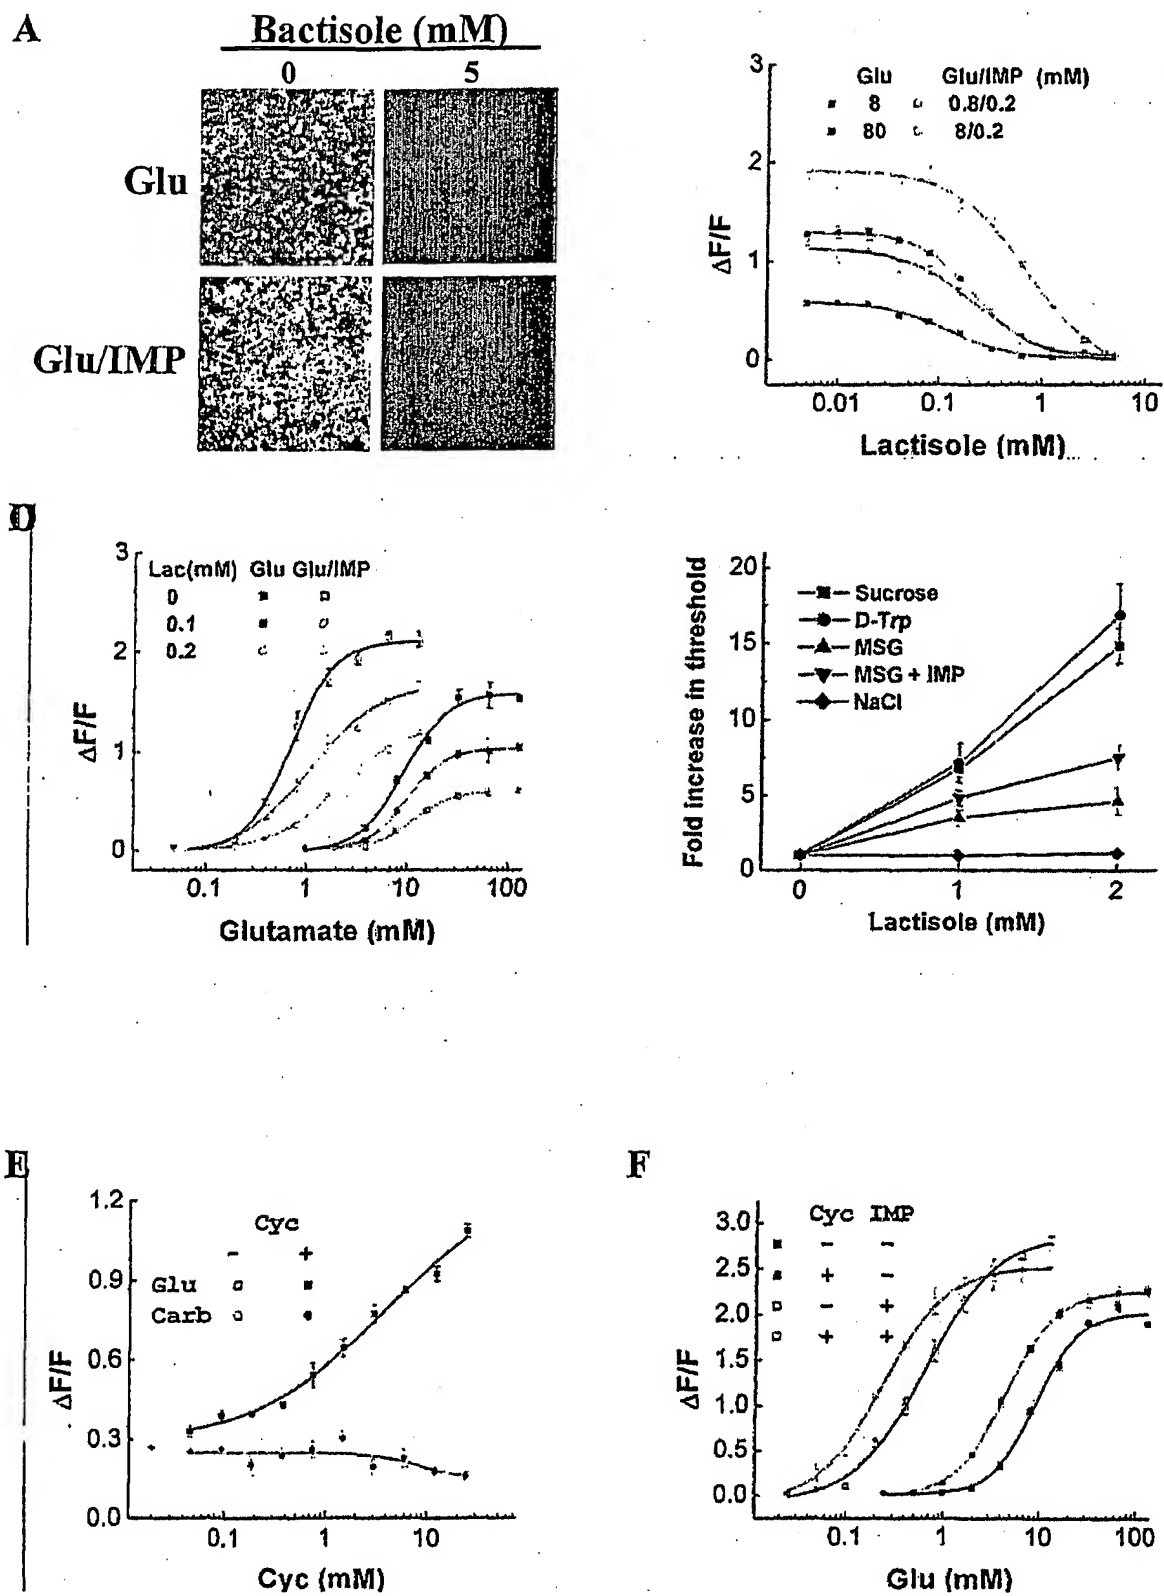 A
Bactisole (mM)
0 5
Glu
Glu/IMP
3
2
1
0
ΔF/F
Glu Glu/IMP (mM)
8 0.8/0.2
80 8/0.2
0.01 0.1 1 10
Lactisole (mM)
D
3
2
1
0
ΔF/F
Lac(mM) Glu Glu/IMP
0
0.1
0.2
0.1 1 10 100
Glutamate (mM)
20
15
10
5
0
Fold increase in threshold
Sucrose
D-Trp
MSG
MSG + IMP
NaCl
0 1 2
Lactisole (mM)
E
1.2
0.9
0.6
0.3
0.0
ΔF/F
Cyc
- +
Glu
Carb
0.1 1 10
Cyc (mM)
F
3.0
2.5
2.0
1.5
1.0
0.5
0.0
ΔF/F
Cyc IMP
- -
+ -
- +
+ +
0.1 1 10 100
Glu (mM)